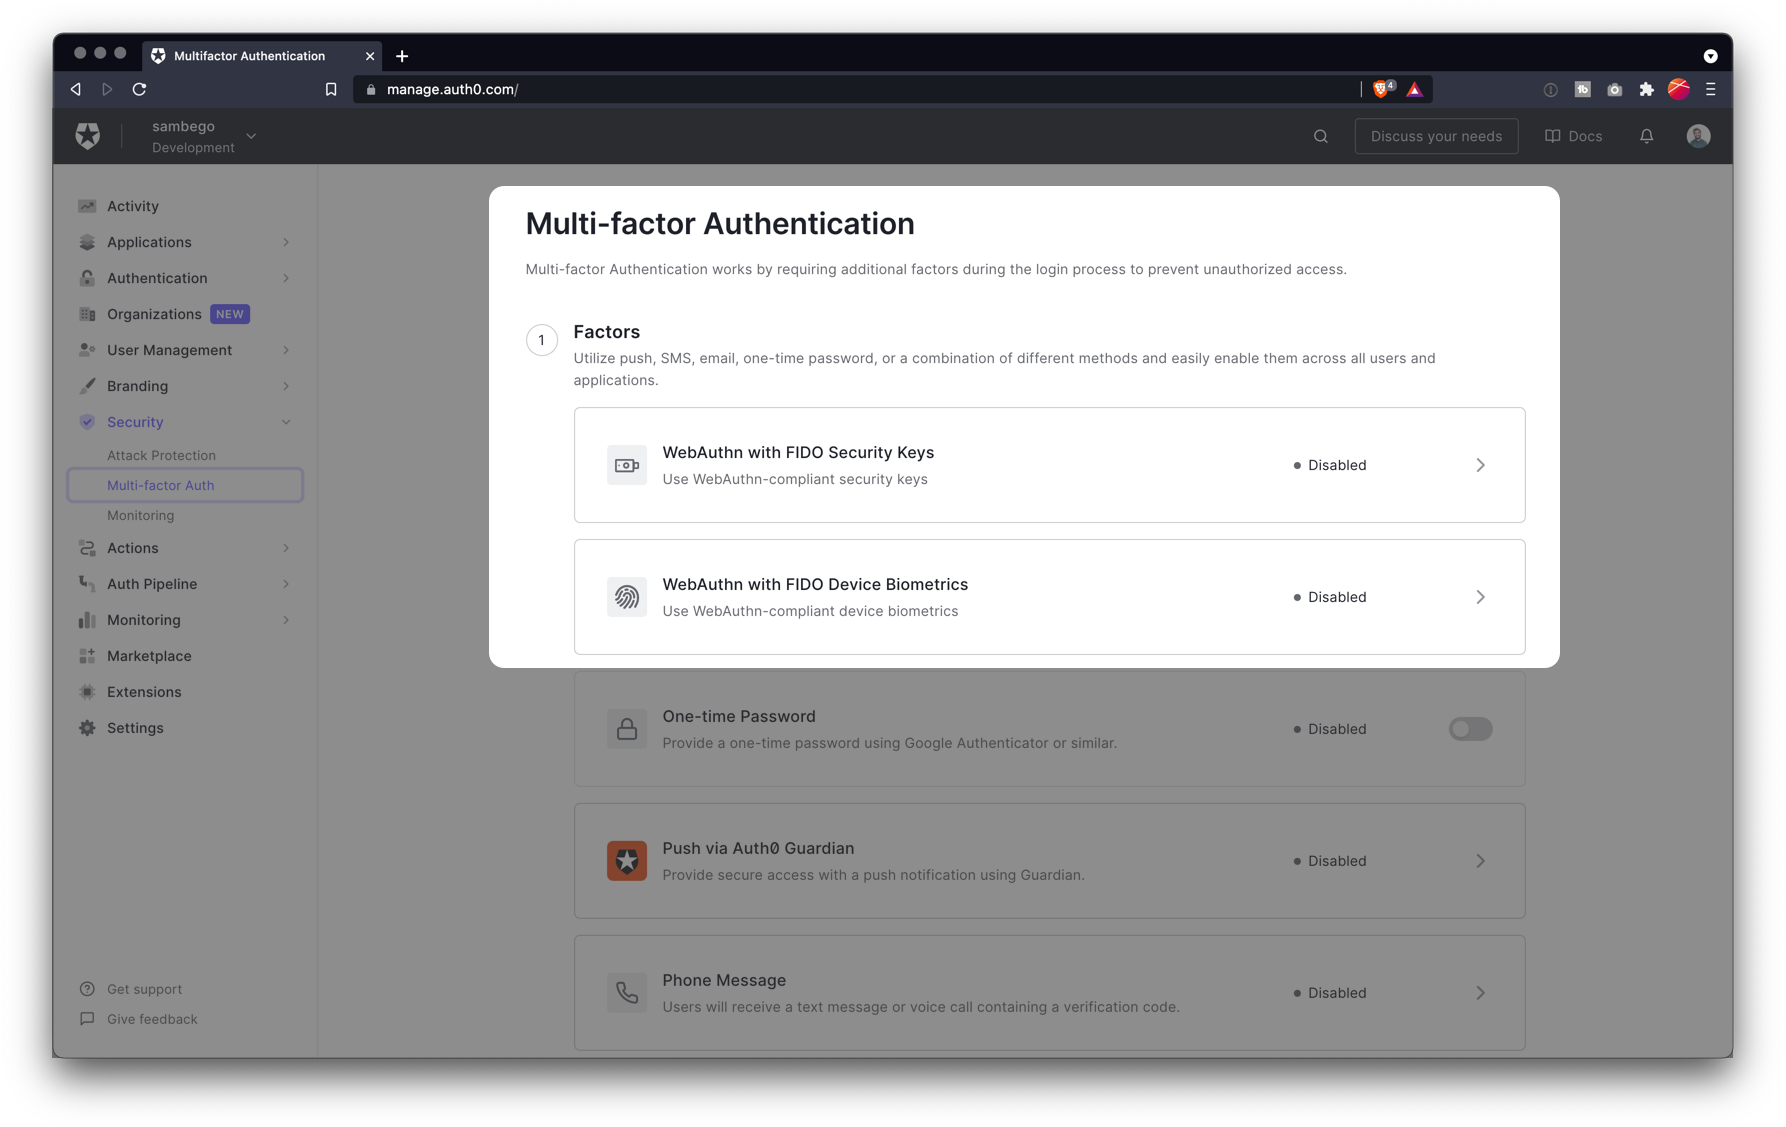 Multifactor Authentication
manage.auth0.com/
4
sambego
Development
Discuss your needs
Docs
Activity
Applications
Authentication
Organizations NEW
User Management
Branding
Security
Attack Protection
Multi-factor Auth
Monitoring
Actions
Auth Pipeline
Monitoring
Marketplace
Extensions
Settings
Get support
Give feedback
Multi-factor Authentication
Multi-factor Authentication works by requiring additional factors during the login process to prevent unauthorized access.
1
Factors
Utilize push, SMS, email, one-time password, or a combination of different methods and easily enable them across all users and
applications.
WebAuthn with FIDO Security Keys
Use WebAuthn-compliant security keys
Disabled
WebAuthn with FIDO Device Biometrics
Use WebAuthn-compliant device biometrics
Disabled
One-time Password
Provide a one-time password using Google Authenticator or similar.
Disabled
Push via Auth0 Guardian
Provide secure access with a push notification using Guardian.
Disabled
Phone Message
Users will receive a text message or voice call containing a verification code.
Disabled